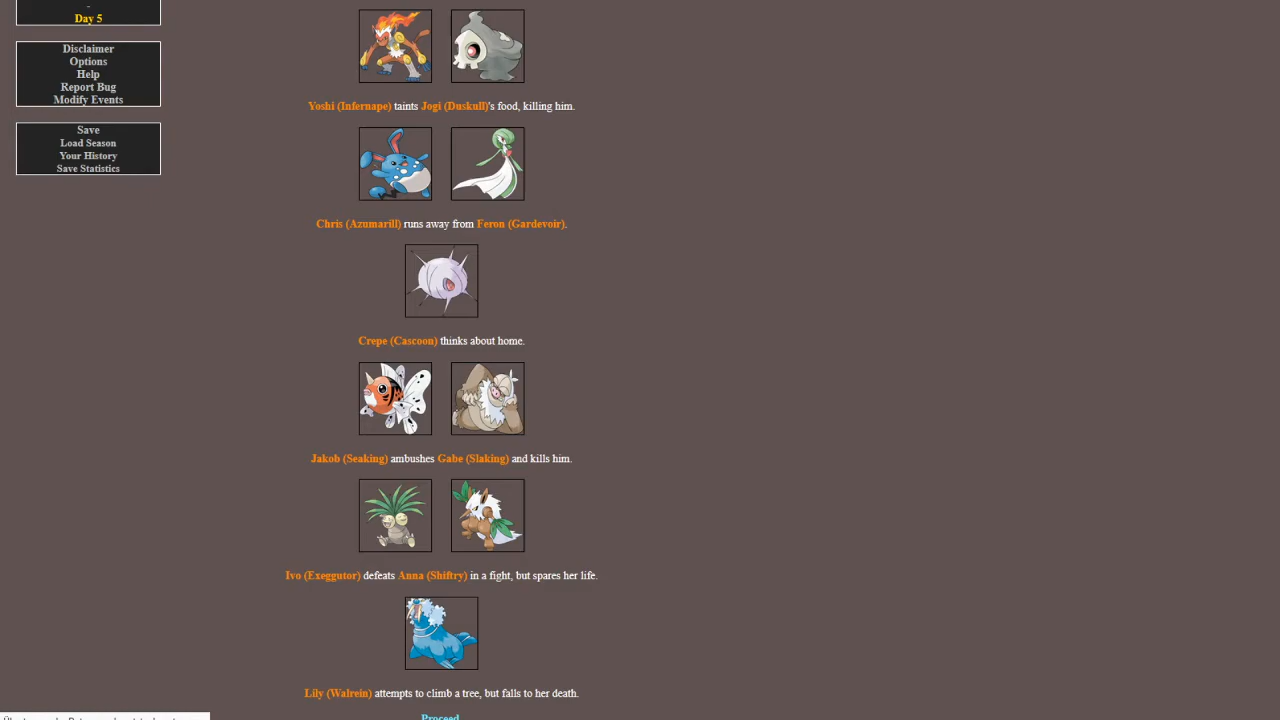 -
Day 5
Disclaimer
Options
Help
Report Bug
Modify Events
Save
Load Season
Your History
Save Statistics
Yoshi (Infernape) taints Jogi (Duskull)'s food, killing him.
Chris (Azumarill) runs away from Feron (Gardevoir).
Crepe (Cascoon) thinks about home.
Jakob (Seaking) ambushes Gabe (Slaking) and kills him.
Ivo (Exeggutor) defeats Anna (Shiftry) in a fight, but spares her life.
Lily (Walrein) attempts to climb a tree, but falls to her death.
Proceed